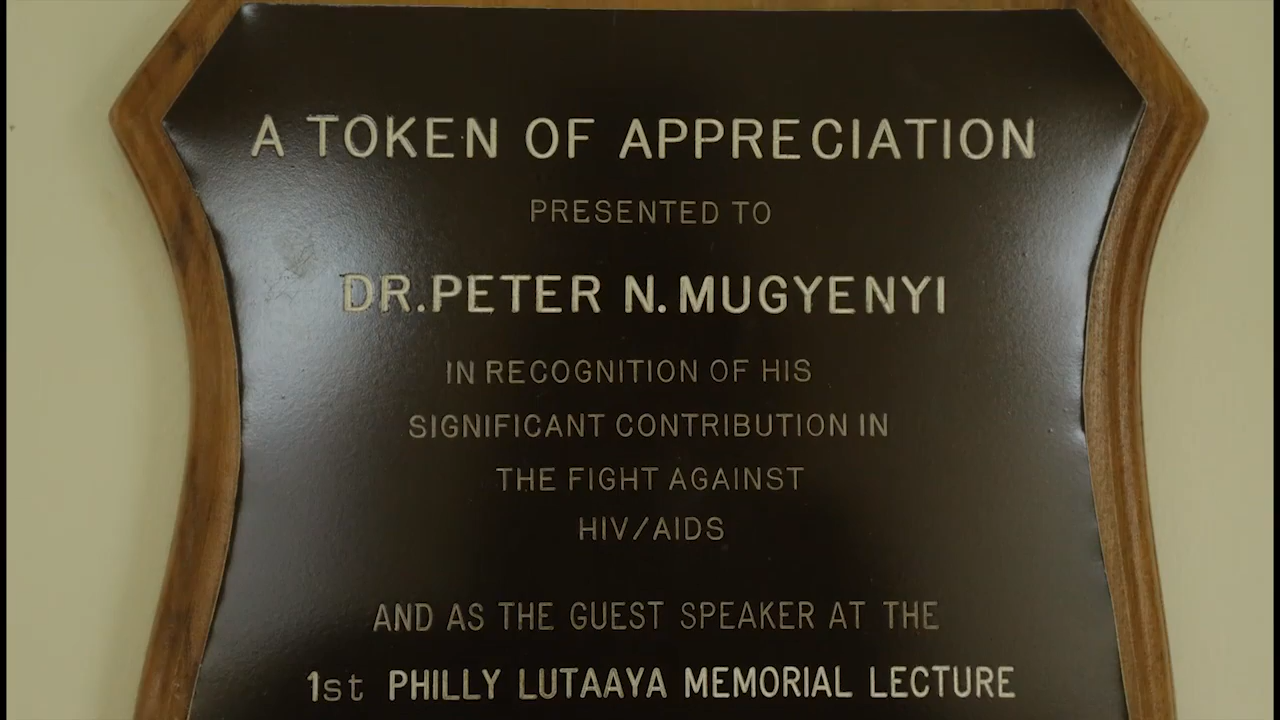 A TOKEN OF APPRECIATION
PRESENTED TO
DR. PETER N. MUGYENYI
IN RECOGNITION OF HIS
SIGNIFICANT CONTRIBUTION IN
THE FIGHT AGAINST
HIV/AIDS
AND AS THE GUEST SPEAKER AT THE
1st PHILLY LUTAAYA MEMORIAL LECTURE